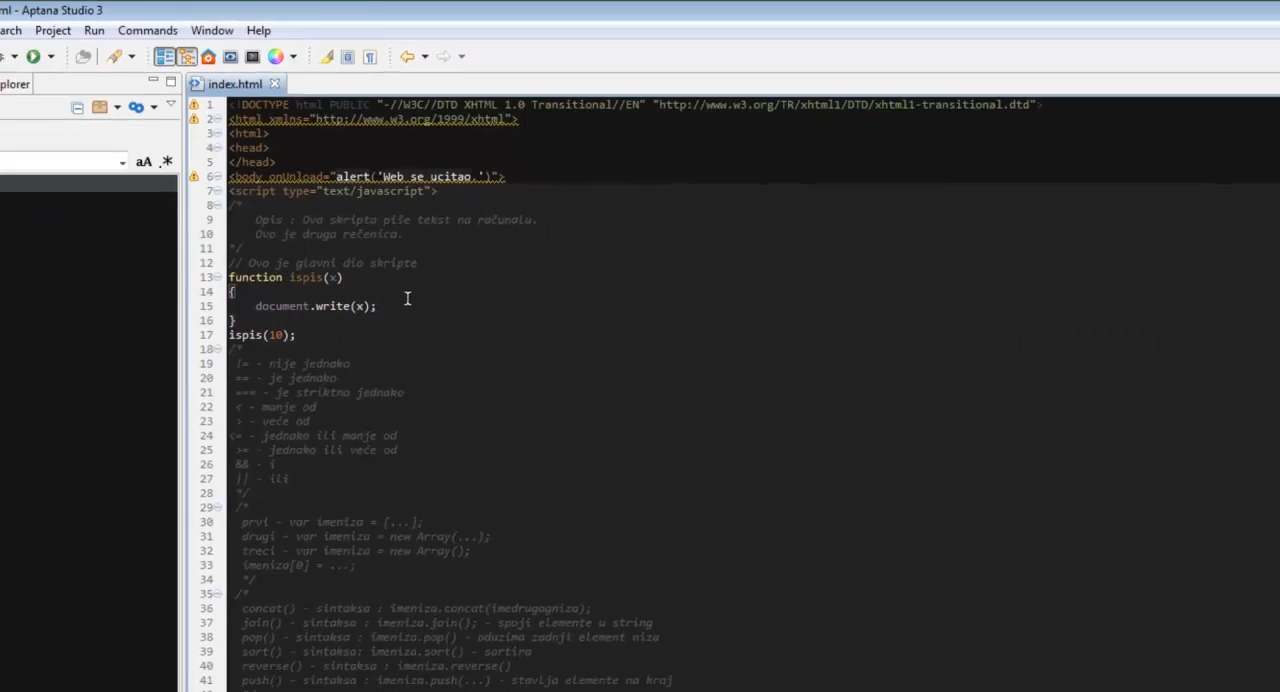 ml - Aptana Studio 3
arch Project Run Commands Window Help
plorer
index.html
aA .*
1 <!DOCTYPE html PUBLIC "-//W3C//DTD XHTML 1.0 Transitional//EN" "http://www.w3.org/TR/xhtml1/DTD/xhtml1-transitional.dtd">
2 <html xmlns="http://www.w3.org/1999/xhtml">
3 <html>
4 <head>
5 </head>
6 <body onUnload="alert('Web se ucitao.')">
7 <script type="text/javascript">
8 /*
9 Opis : Ova skripta piše tekst na računalu.
10 Ovo je druga rečenica.
11 */
12 // Ovo je glavni dio skripte
13 function ispis(x)
14 {
15 document.write(x);
16 }
17 ispis(10);
18 /*
19 != - nije jednako
20 == - je jednako
21 === - je striktno jednako
22 < - manje od
23 > - veče od
24 <= - jednako ili manje od
25 >= - jednako ili veče od
26 && - i
27 || - ili
28 */
29 /*
30 prvi - var imeniza = [...];
31 drugi - var imeniza = new Array(...);
32 treci - var imeniza = new Array();
33 imeniza[0] = ...;
34 */
35 /*
36 concat() - sintaksa : imeniza.concat(imedrugogniza);
37 join() - sintaksa : imeniza.join(); - spoji elemente u string
38 pop() - sintaksa : imeniza.pop() - oduzima zadnji element niza
39 sort() - sintaksa: imeniza.sort() - sortira
40 reverse() - sintaksa : imeniza.reverse()
41 push() - sintaksa : imeniza.push(...) - stavlja elemente na kraj